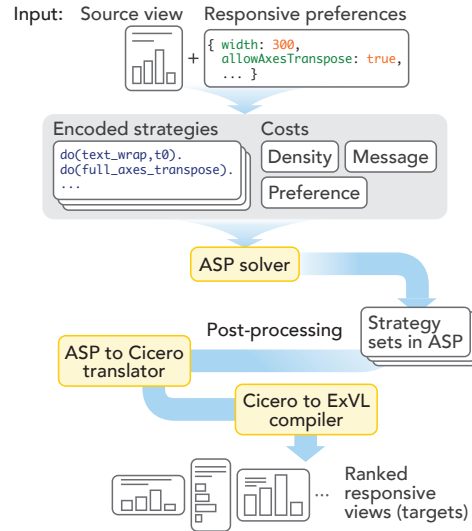 Input: Source view Responsive preferences
+
{ width: 300,
allowAxesTranspose: true,
... }
Encoded strategies Costs
do(text_wrap,t0).
do(full_axes_transpose).
...
Density Message
Preference
ASP solver
Strategy
sets in ASP
Post-processing
ASP to Cicero
translator
Cicero to ExVL
compiler
... Ranked
responsive
views (targets)